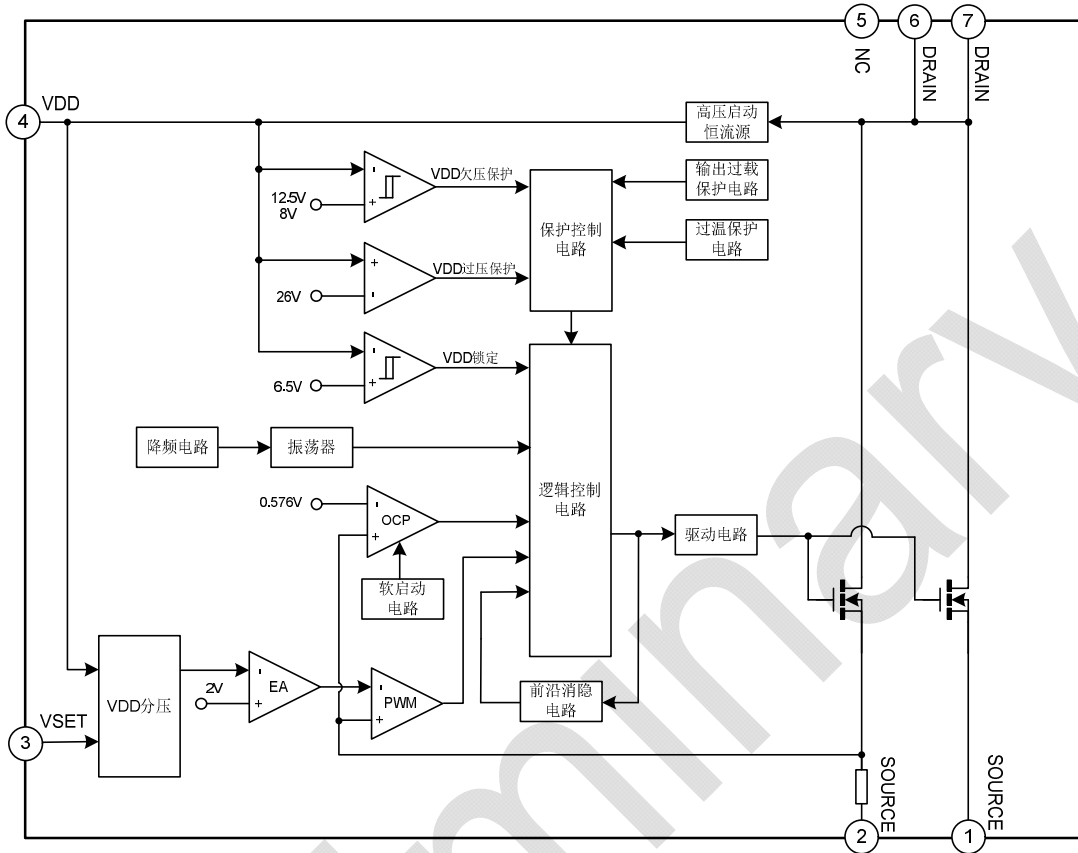 5
6
7
NC
DRAIN
DRAIN
4
VDD
高压启动
恒流源
12.5V
8V
-
+
VDD欠压保护
输出过载
保护电路
保护控制
电路
过温保护
电路
26V
+
-
VDD过压保护
6.5V
-
+
VDD锁定
降频电路
振荡器
逻辑控制
电路
0.576V
-
+
OCP
软启动
电路
驱动电路
VDD分压
2V
-
+
EA
-
+
PWM
前沿消隐
电路
VSET
3
SOURCE
SOURCE
2
1
iminary